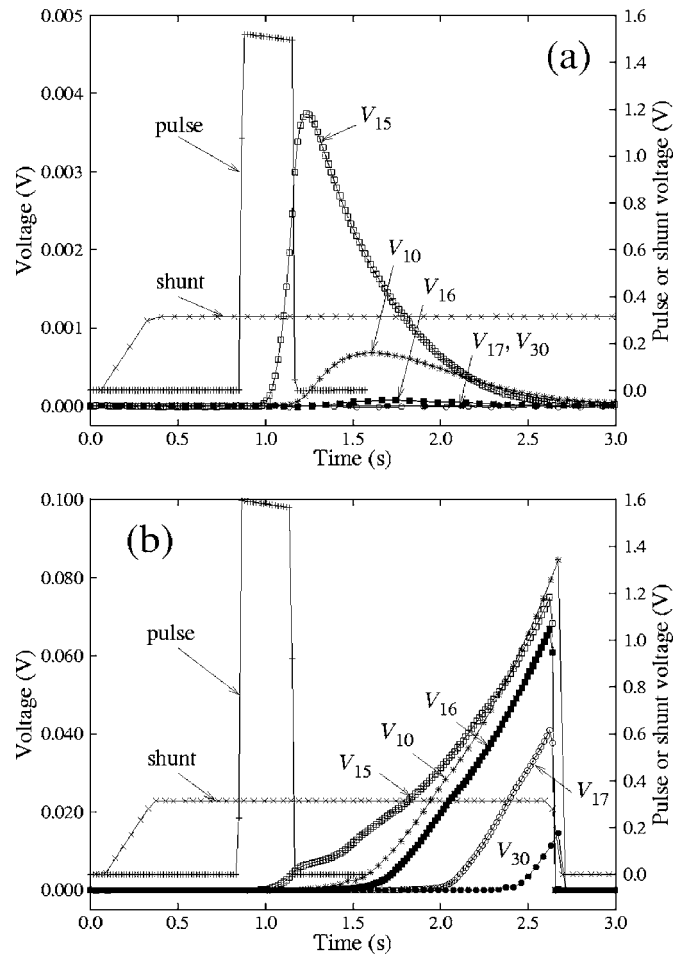 (a)
0.005
0.004
0.003
0.002
0.001
0.000
Voltage (V)
1.6
1.4
1.2
1.0
0.8
0.6
0.4
0.2
0.0
Pulse or shunt voltage (V)
pulse
shunt
V15
V10
V16
V17, V30
0.0 0.5 1.0 1.5 2.0 2.5 3.0
Time (s)
(b)
0.100
0.080
0.060
0.040
0.020
0.000
Voltage (V)
1.6
1.4
1.2
1.0
0.8
0.6
0.4
0.2
0.0
Pulse or shunt voltage (V)
pulse
shunt
V16
V10
V15
V17
V30
0.0 0.5 1.0 1.5 2.0 2.5 3.0
Time (s)